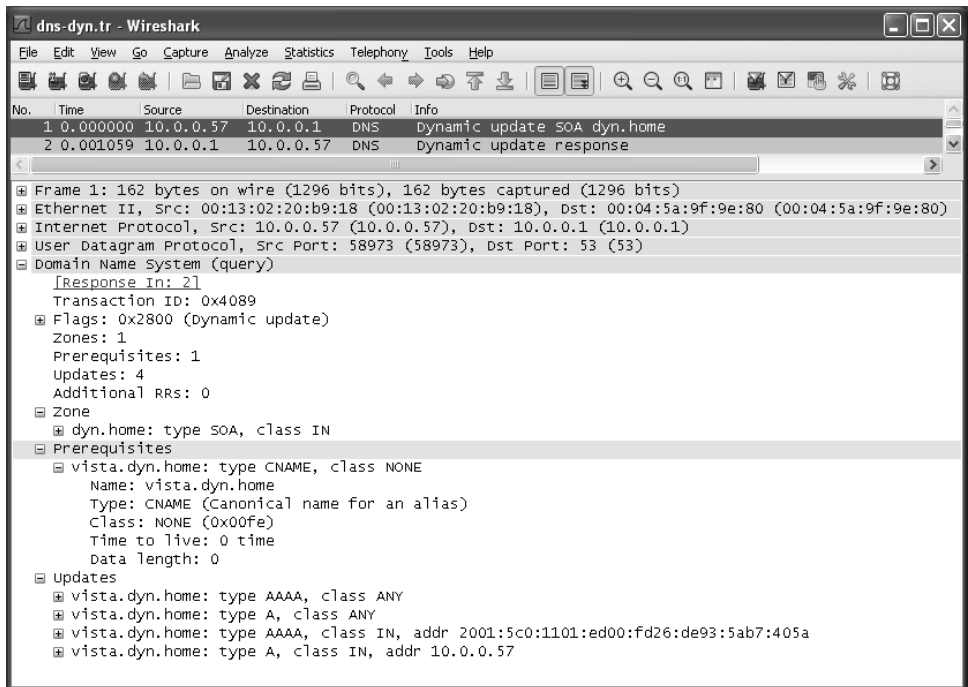 dns-dyn.tr - Wireshark
File Edit View Go Capture Analyze Statistics Telephony Tools Help
No. Time Source Destination Protocol Info
1 0.000000 10.0.0.57 10.0.0.1 DNS Dynamic update SOA dyn.home
2 0.001059 10.0.0.1 10.0.0.57 DNS Dynamic update response
Frame 1: 162 bytes on wire (1296 bits), 162 bytes captured (1296 bits)
Ethernet II, Src: 00:13:02:20:b9:18 (00:13:02:20:b9:18), Dst: 00:04:5a:9f:9e:80 (00:04:5a:9f:9e:80)
Internet Protocol, Src: 10.0.0.57 (10.0.0.57), Dst: 10.0.0.1 (10.0.0.1)
User Datagram Protocol, Src Port: 58973 (58973), Dst Port: 53 (53)
Domain Name System (query)
[Response In: 2]
Transaction ID: 0x4089
Flags: 0x2800 (Dynamic update)
Zones: 1
Prerequisites: 1
Updates: 4
Additional RRs: 0
Zone
dyn.home: type SOA, class IN
Prerequisites
vista.dyn.home: type CNAME, class NONE
Name: vista.dyn.home
Type: CNAME (Canonical name for an alias)
Class: NONE (0x00fe)
Time to live: 0 time
Data length: 0
Updates
vista.dyn.home: type AAAA, class ANY
vista.dyn.home: type A, class ANY
vista.dyn.home: type AAAA, class IN, addr 2001:5c0:1101:ed00:fd26:de93:5ab7:405a
vista.dyn.home: type A, class IN, addr 10.0.0.57